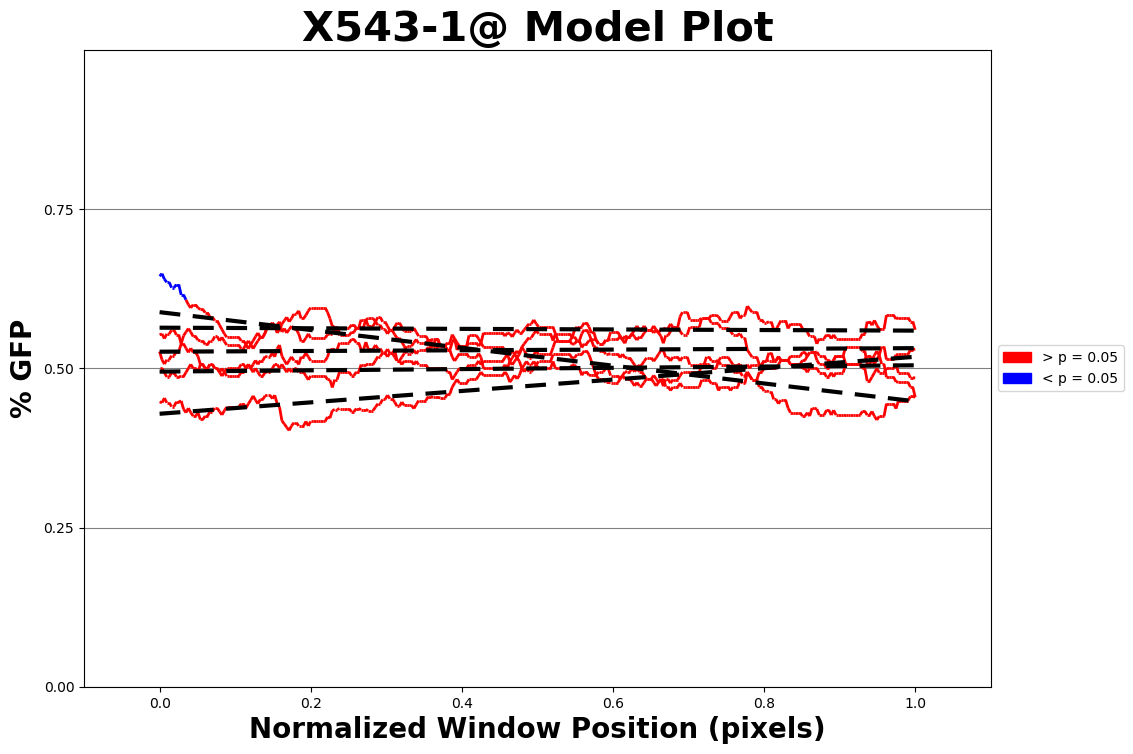 X543-1@ Model Plot
% GFP
0.75
0.50
0.25
0.00
0.0
0.2
0.4
0.6
0.8
1.0
Normalized Window Position (pixels)
> p = 0.05
< p = 0.05